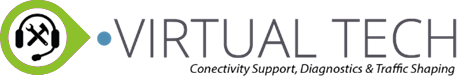 VIRTUAL TECH
Conectivity Support, Diagnostics & Traffic Shaping